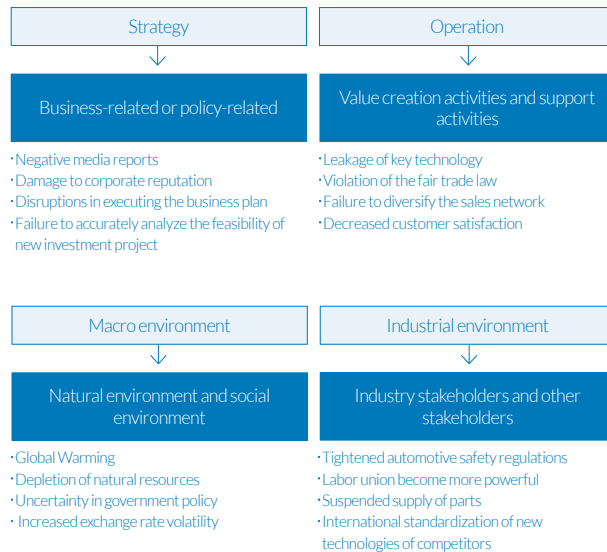 Strategy
Business-related or policy-related
·Negative media reports
·Damage to corporate reputation
·Disruptions in executing the business plan
·Failure to accurately analyze the feasibility of
new investment project
Operation
Value creation activities and support
activities
·Leakage of key technology
·Violation of the fair trade law
·Failure to diversify the sales network
·Decreased customer satisfaction
Macro environment
Natural environment and social
environment
·Global Warming
·Depletion of natural resources
·Uncertainty in government policy
· Increased exchange rate volatility
Industrial environment
Industry stakeholders and other
stakeholders
·Tightened automotive safety regulations
·Labor union become more powerful
·Suspended supply of parts
·International standardization of new
technologies of competitors